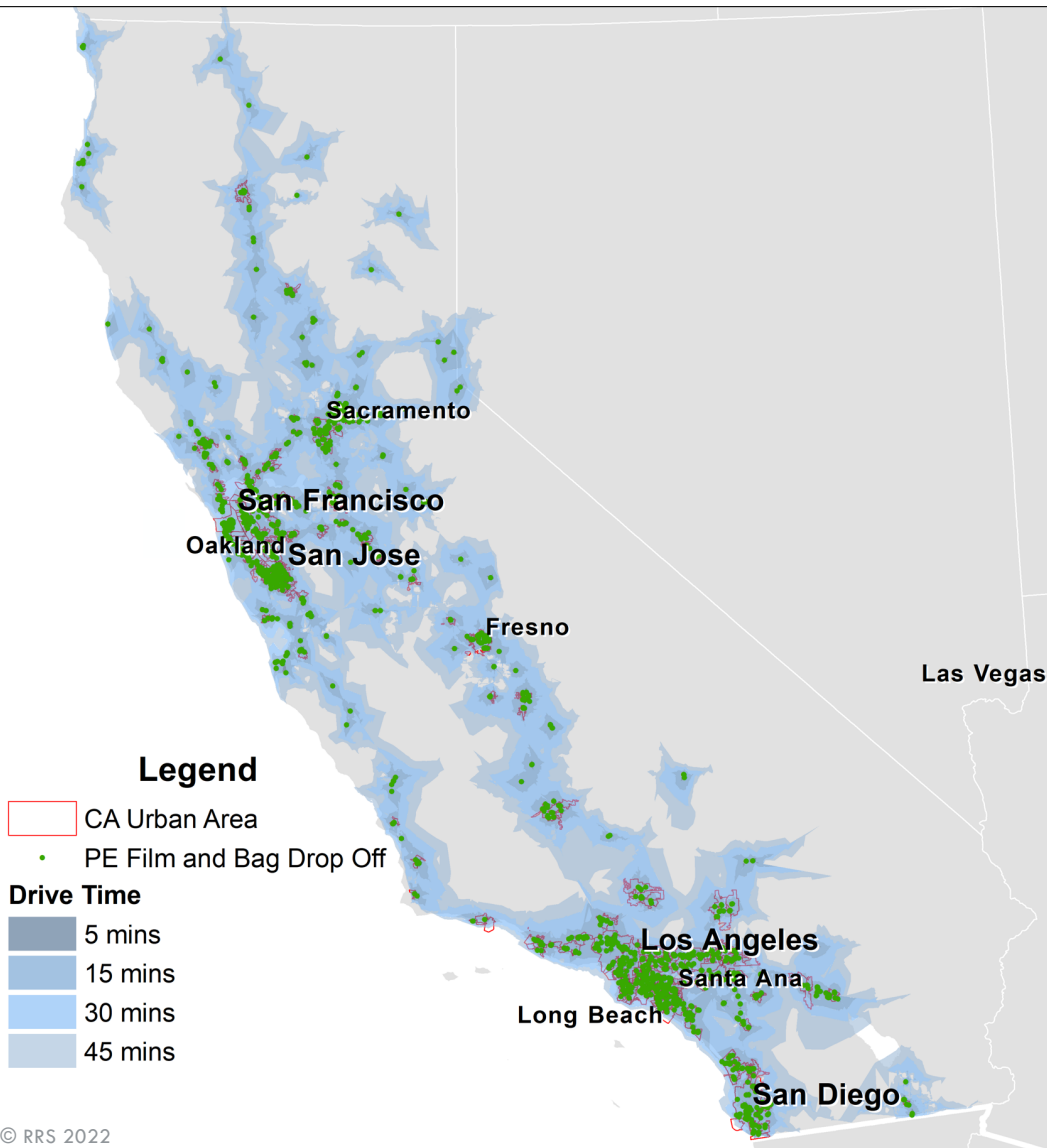 Sacramento
San Francisco
Oakland
San Jose
Fresno
Las Vegas
Los Angeles
Santa Ana
Long Beach
San Diego
Legend
CA Urban Area
PE Film and Bag Drop Off
Drive Time
5 mins
15 mins
30 mins
45 mins
© RRS 2022